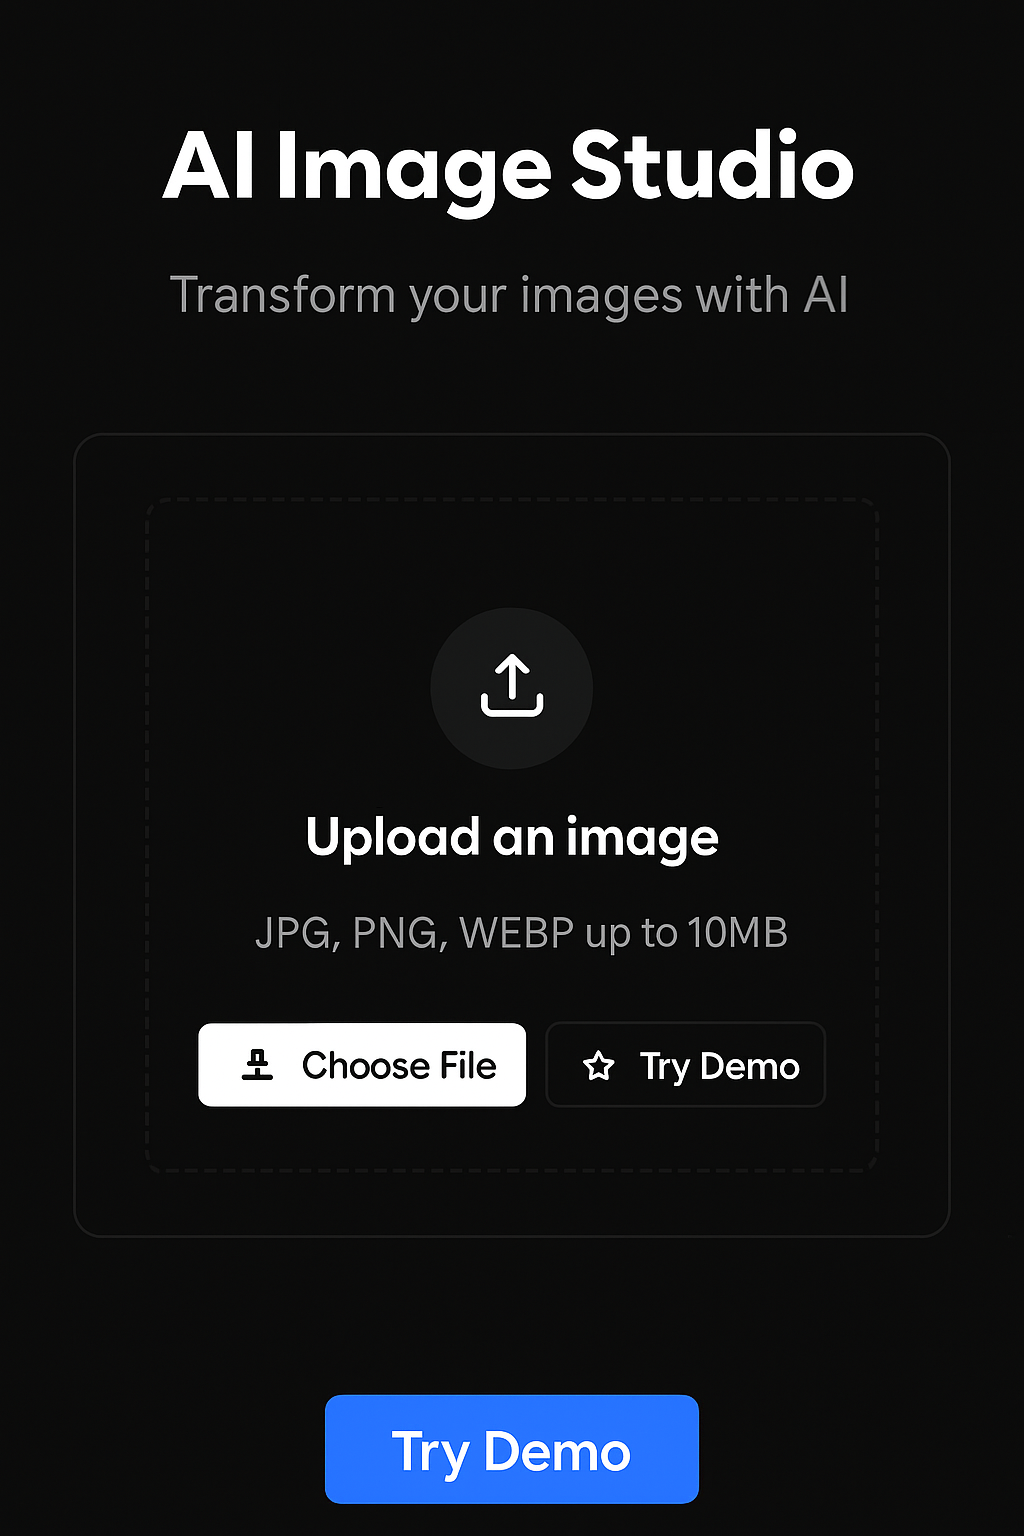 AI Image Studio
Transform your images with AI
Upload an image
JPG, PNG, WEBP up to 10MB
Choose File
Try Demo
Try Demo